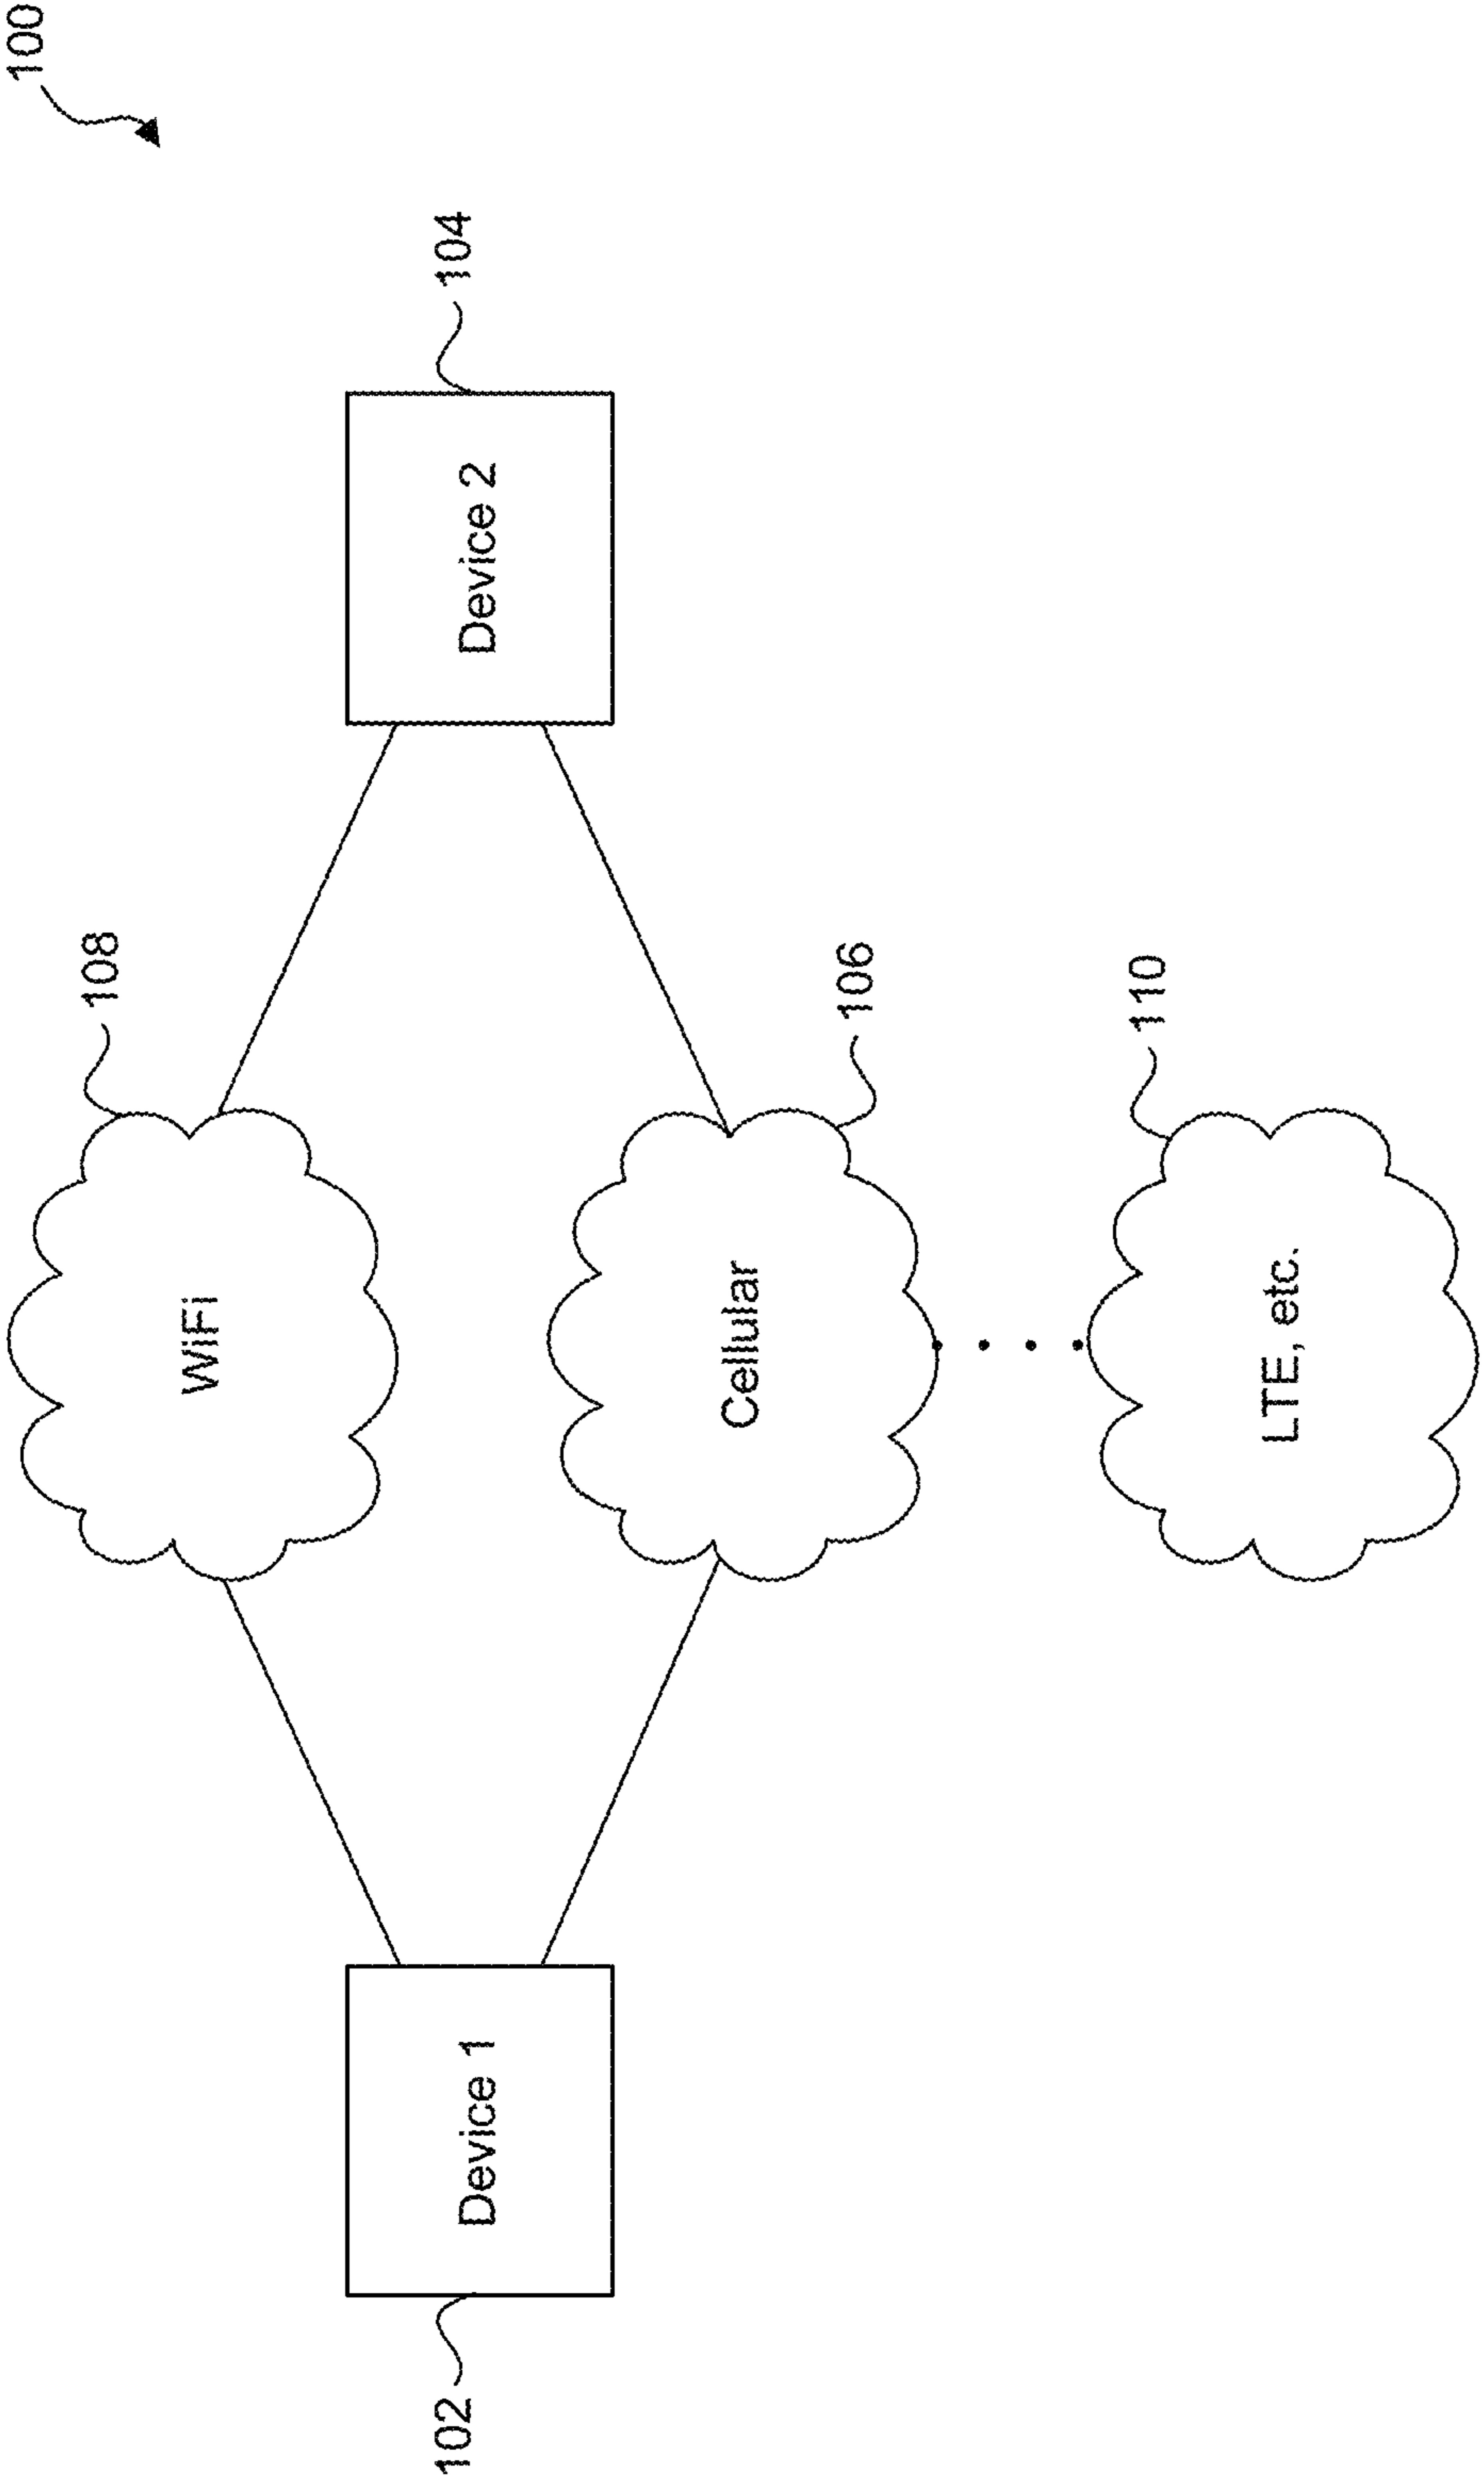 100
108
WiFi
102
Device 1
Device 2
104
106
Cellular
110
LTE, etc.